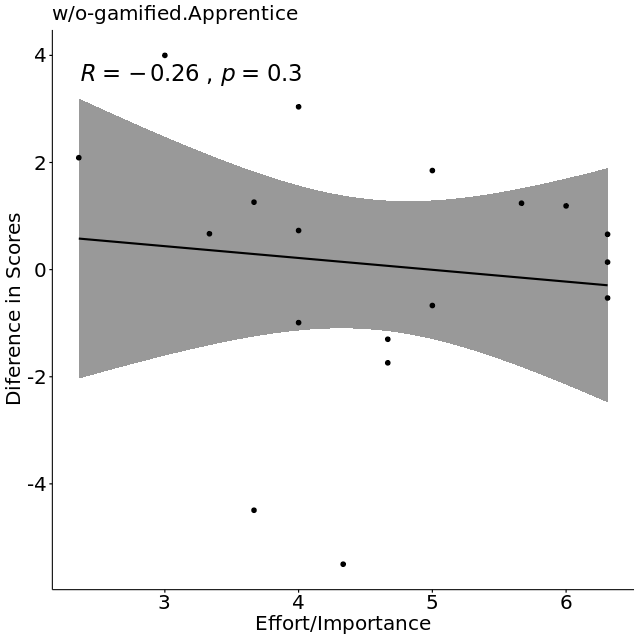 w/o-gamified.Apprentice
R = −0.26 , p = 0.3
4
2
0
-2
-4
Diference in Scores
3 4 5 6
Effort/Importance